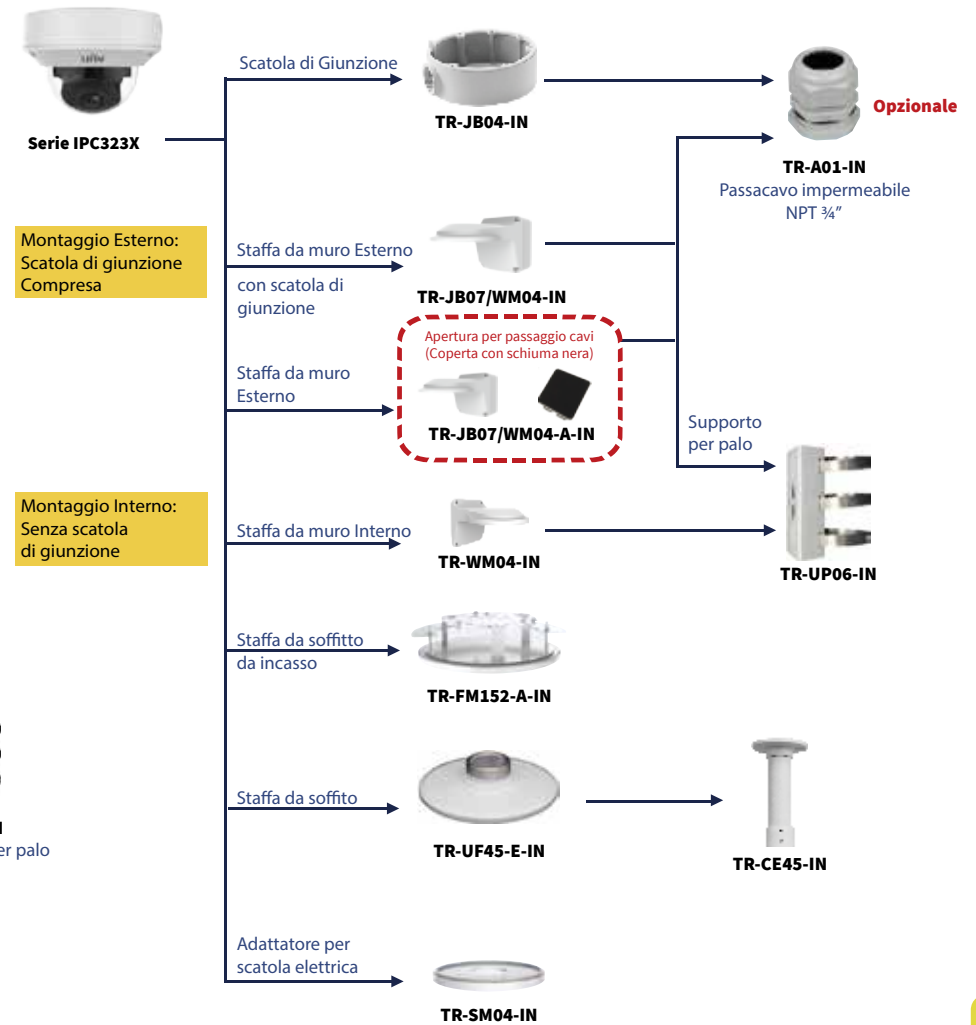 unv
Serie IPC323X
Scatola di Giunzione
TR-JB04-IN
Opzionale
TR-A01-IN
Passacavo impermeabile
NPT ¾”
Montaggio Esterno:
Scatola di giunzione
Compresa
Staffa da muro Esterno
con scatola di
giunzione
TR-JB07/WM04-IN
Apertura per passaggio cavi
(Coperta con schiuma nera)
Staffa da muro
Esterno
TR-JB07/WM04-A-IN
Supporto
per palo
TR-UP06-IN
Montaggio Interno:
Senza scatola
di giunzione
Staffa da muro Interno
TR-WM04-IN
Staffa da soffitto
da incasso
TR-FM152-A-IN
Staffa da soffito
TR-UF45-E-IN
TR-CE45-IN
er palo
Adattatore per
scatola elettrica
TR-SM04-IN